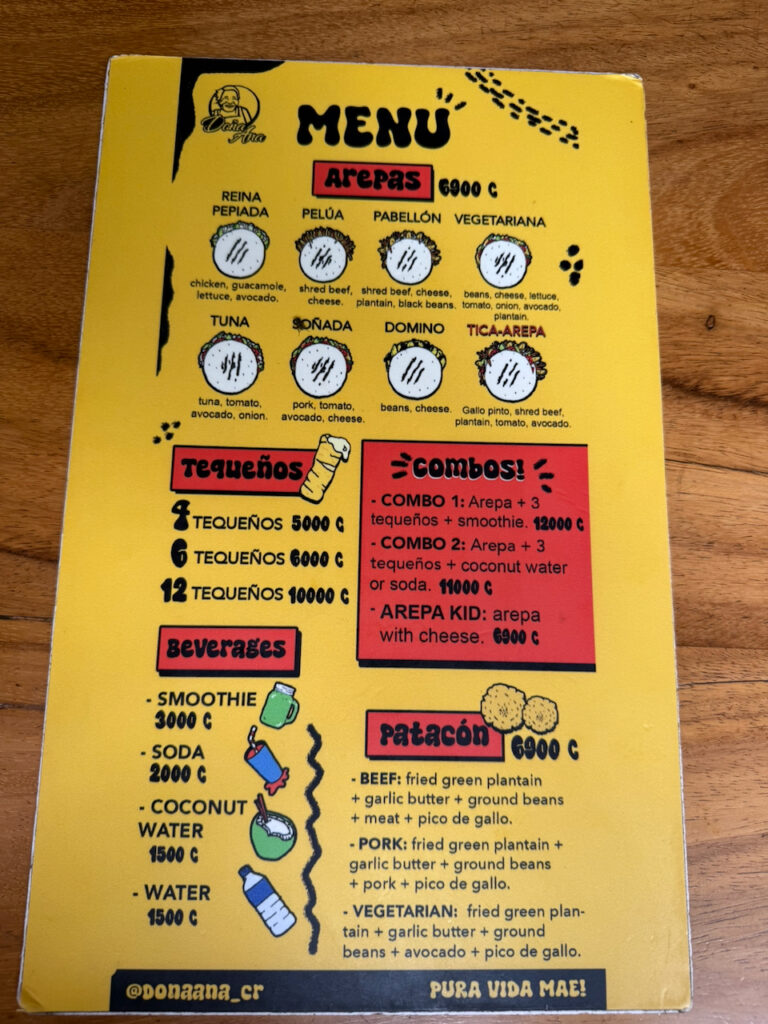 Doña Ana
MENU
Arepas 6900 ₡
REINA PEPIADA
chicken, guacamole,
lettuce, avocado.
PELÚA
shred beef,
cheese.
PABELLÓN
shred beef, cheese,
plantain, black beans.
VEGETARIANA
beans, cheese, lettuce,
tomato, onion, avocado,
plantain.
TUNA
tuna, tomato,
avocado, onion.
SOÑADA
pork, tomato,
avocado, cheese.
DOMINO
beans, cheese.
TICA-AREPA
Gallo pinto, shred beef,
plantain, tomato, avocado.
Tequeños
4 TEQUEÑOS 5000 ₡
6 TEQUEÑOS 6000 ₡
12 TEQUEÑOS 10000 ₡
Combos!
- COMBO 1: Arepa + 3
tequeños + smoothie. 12000 ₡
- COMBO 2: Arepa + 3
tequeños + coconut water
or soda. 11000 ₡
- AREPA KID: arepa
with cheese. 6900 ₡
Beverages
- SMOOTHIE
3000 ₡
- SODA
2000 ₡
- COCONUT
WATER
1500 ₡
- WATER
1500 ₡
Patacón 6900 ₡
- BEEF: fried green plantain
+ garlic butter + ground beans
+ meat + pico de gallo.
- PORK: fried green plantain +
garlic butter + ground beans
+ pork + pico de gallo.
- VEGETARIAN: fried green plan-
tain + garlic butter + ground
beans + avocado + pico de gallo.
@DONAANA_CR
PURA VIDA MAE!